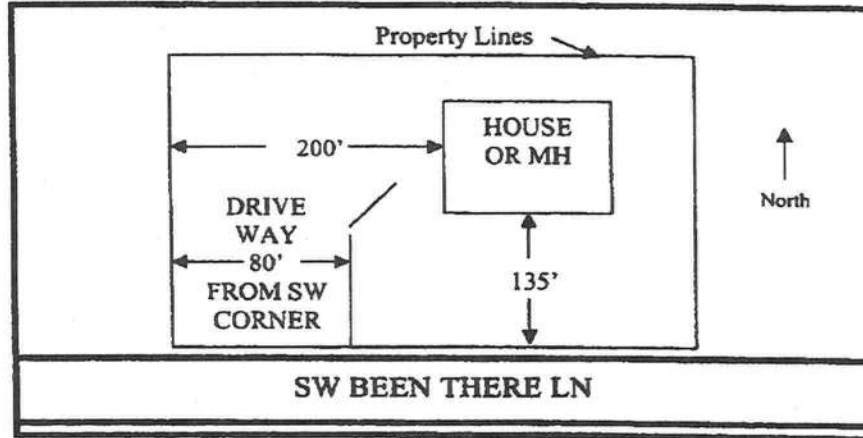 Property Lines
HOUSE
OR MH
200'
North
DRIVE
WAY
80'
FROM SW
CORNER
135'
SW BEEN THERE LN